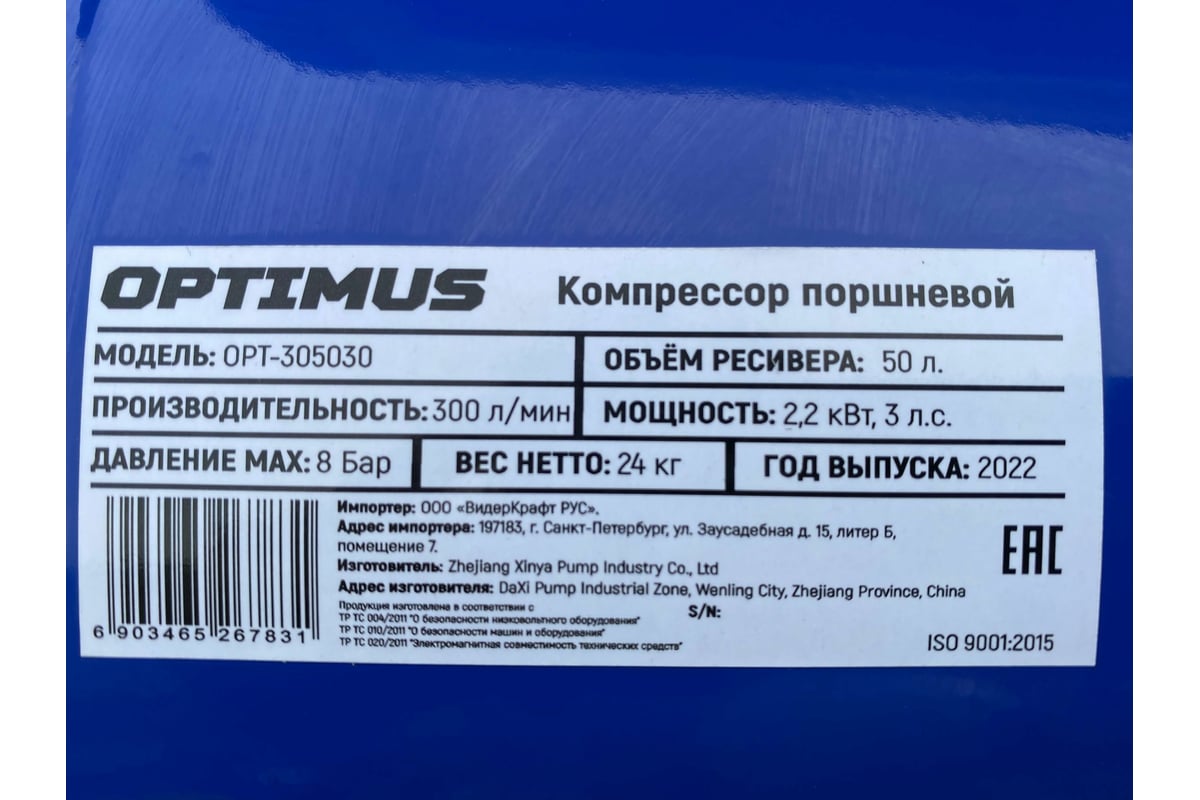 OPTIMUS Компрессор поршневой
МОДЕЛЬ: OPT-305030 ОБЪЁМ РЕСИВЕРА: 50 л.
ПРОИЗВОДИТЕЛЬНОСТЬ: 300 л/мин МОЩНОСТЬ: 2,2 кВт, 3 л.с.
ДАВЛЕНИЕ MAX: 8 Бар ВЕС НЕТТО: 24 кг ГОД ВЫПУСКА: 2022
Импортер: ООО «ВидерКрафт РУС».
Адрес импортера: 197183, г. Санкт-Петербург, ул. Заусадебная д. 15, литер Б,
помещение 7.
Изготовитель: Zhejiang Xinya Pump Industry Co., Ltd
Адрес изготовителя: DaXi Pump Industrial Zone, Wenling City, Zhejiang Province, China
Продукция изготовлена в соответствии с
ТР ТС 004/2011 "О безопасности низковольтного оборудования"
ТР ТС 010/2011 "О безопасности машин и оборудования"
ТР ТС 020/2011 "Электромагнитная совместимость технических средств"
S/N:
EAC
ISO 9001:2015
6 903465 267831